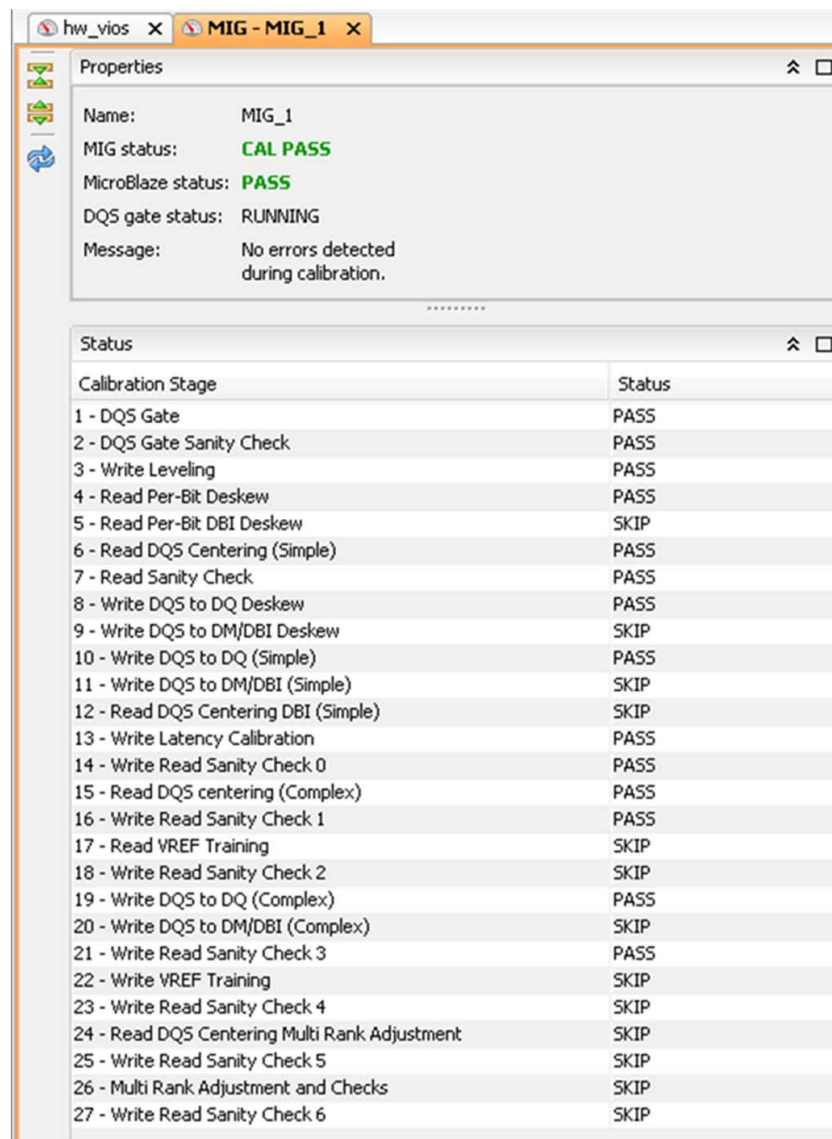 hw_vios X MIG - MIG_1 X
Properties
Name: MIG_1
MIG status: CAL PASS
MicroBlaze status: PASS
DQS gate status: RUNNING
Message: No errors detected
during calibration.
Status
Calibration Stage Status
1 - DQS Gate PASS
2 - DQS Gate Sanity Check PASS
3 - Write Leveling PASS
4 - Read Per-Bit Deskew PASS
5 - Read Per-Bit DBI Deskew SKIP
6 - Read DQS Centering (Simple) PASS
7 - Read Sanity Check PASS
8 - Write DQS to DQ Deskew PASS
9 - Write DQS to DM/DBI Deskew SKIP
10 - Write DQS to DQ (Simple) PASS
11 - Write DQS to DM/DBI (Simple) SKIP
12 - Read DQS Centering DBI (Simple) SKIP
13 - Write Latency Calibration PASS
14 - Write Read Sanity Check 0 PASS
15 - Read DQS centering (Complex) PASS
16 - Write Read Sanity Check 1 PASS
17 - Read VREF Training SKIP
18 - Write Read Sanity Check 2 SKIP
19 - Write DQS to DQ (Complex) PASS
20 - Write DQS to DM/DBI (Complex) SKIP
21 - Write Read Sanity Check 3 PASS
22 - Write VREF Training SKIP
23 - Write Read Sanity Check 4 SKIP
24 - Read DQS Centering Multi Rank Adjustment SKIP
25 - Write Read Sanity Check 5 SKIP
26 - Multi Rank Adjustment and Checks SKIP
27 - Write Read Sanity Check 6 SKIP